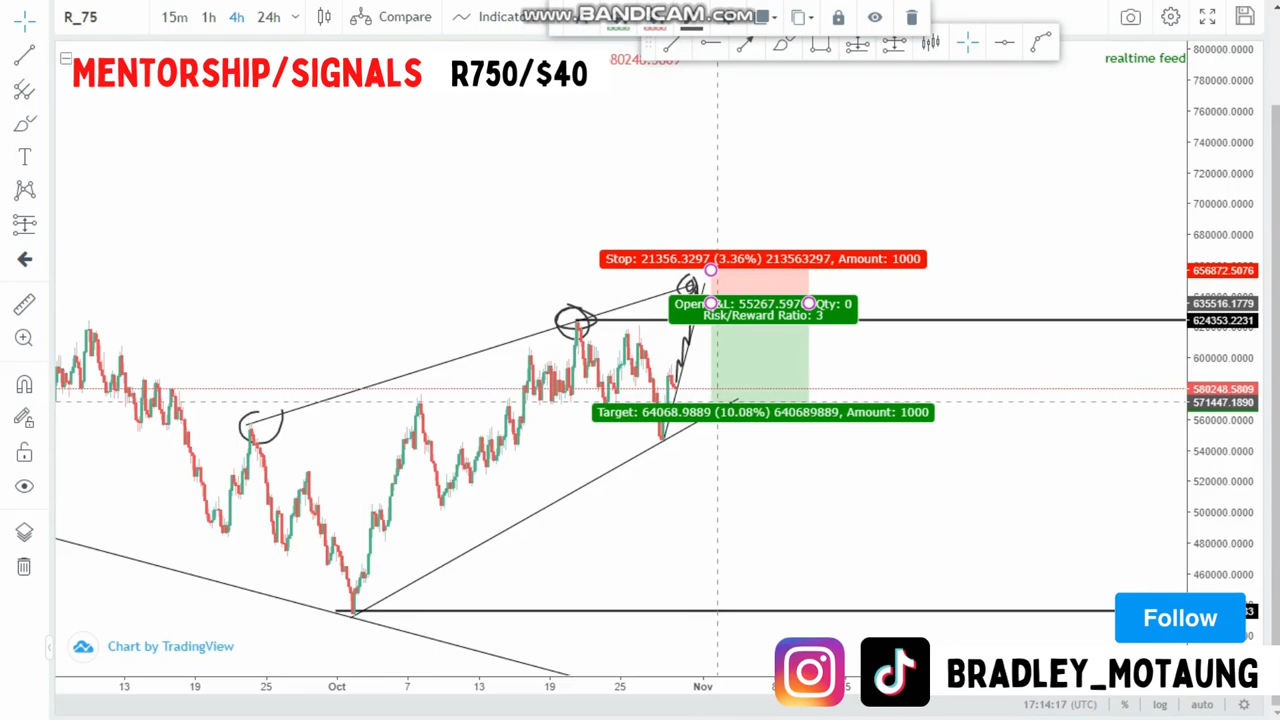 R_75
15m 1h 4h 24h
Compare
Indicat
www.BANDICAM.com
realtime feed
MENTORSHIP/SIGNALS R750/$40
800000.0000
780000.0000
760000.0000
740000.0000
720000.0000
700000.0000
680000.0000
656872.5076
635516.1779
624353.2231
600000.0000
580248.5809
571447.1890
560000.0000
540000.0000
520000.0000
500000.0000
480000.0000
460000.0000
Stop: 21356.3297 (3.36%) 213563297, Amount: 1000
Risk/Reward Ratio: 3
Target: 64068.9889 (10.08%) 640689889, Amount: 1000
Follow
Chart by TradingView
BRADLEY_MOTAUNG
13 19 25 Oct 7 13 19 25 Nov
17:14:17 (UTC) % log auto